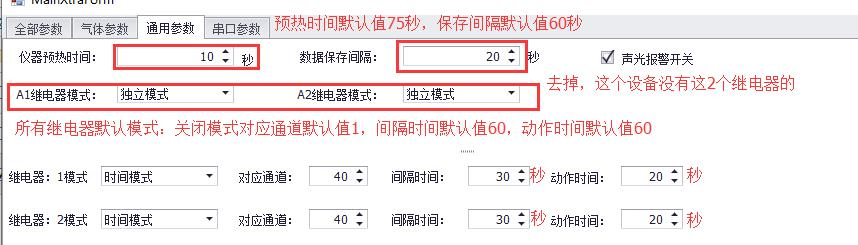 MainXtraForm
全部参数 气体参数 通用参数 串口参数 预热时间默认值75秒，保存间隔默认值60秒
仪器预热时间： 10 秒 数据保存间隔： 20 秒 声光报警开关
去掉，这个设备没有这2个继电器的
A1继电器模式： 独立模式 A2继电器模式： 独立模式
所有继电器默认模式：关闭模式对应通道默认值1，间隔时间默认值60，动作时间默认值60
继电器：1模式 时间模式 对应通道： 40 间隔时间： 30 秒 动作时间： 20 秒
继电器：2模式 时间模式 对应通道： 40 间隔时间： 30 秒 动作时间： 20 秒